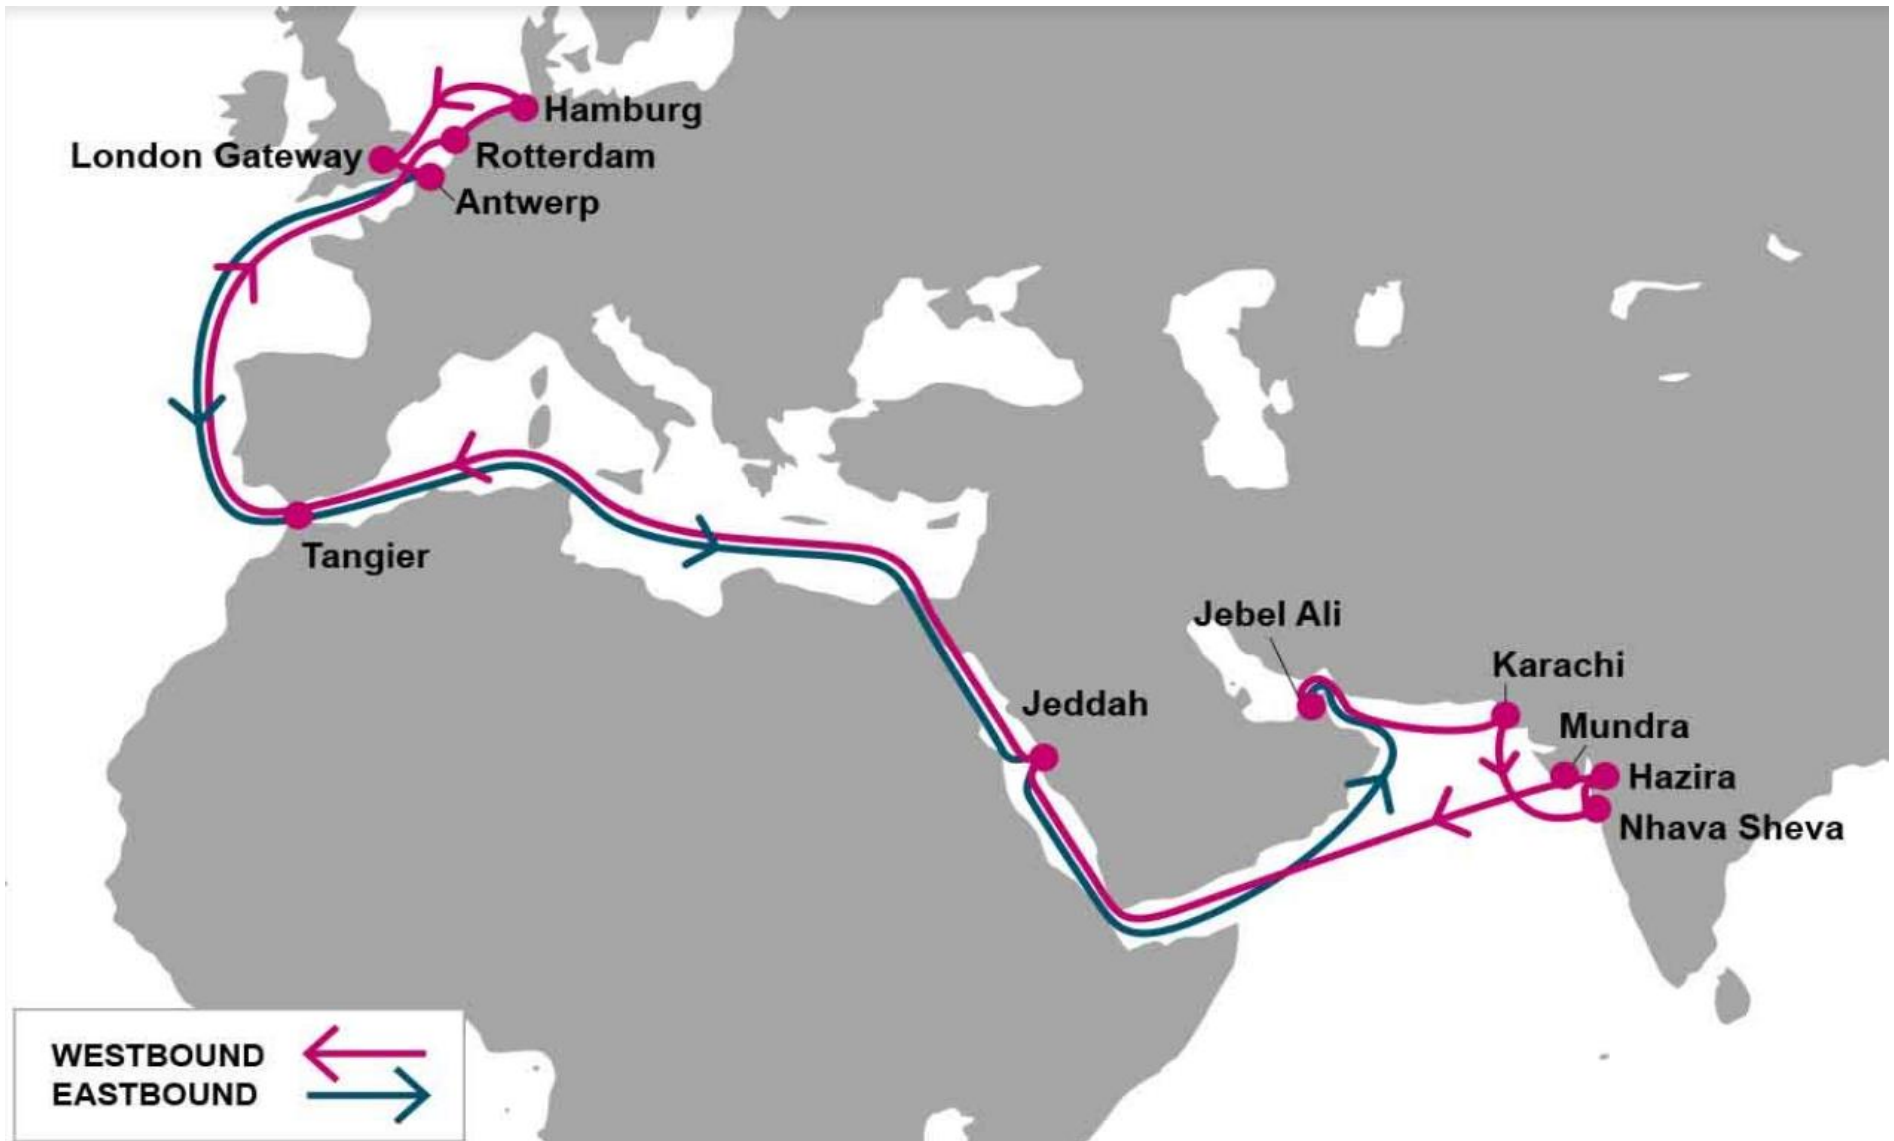 Hamburg
London Gateway
Rotterdam
Antwerp
Tangier
Jebel Ali
Karachi
Jeddah
Mundra
Hazira
Nhava Sheva
WESTBOUND
EASTBOUND